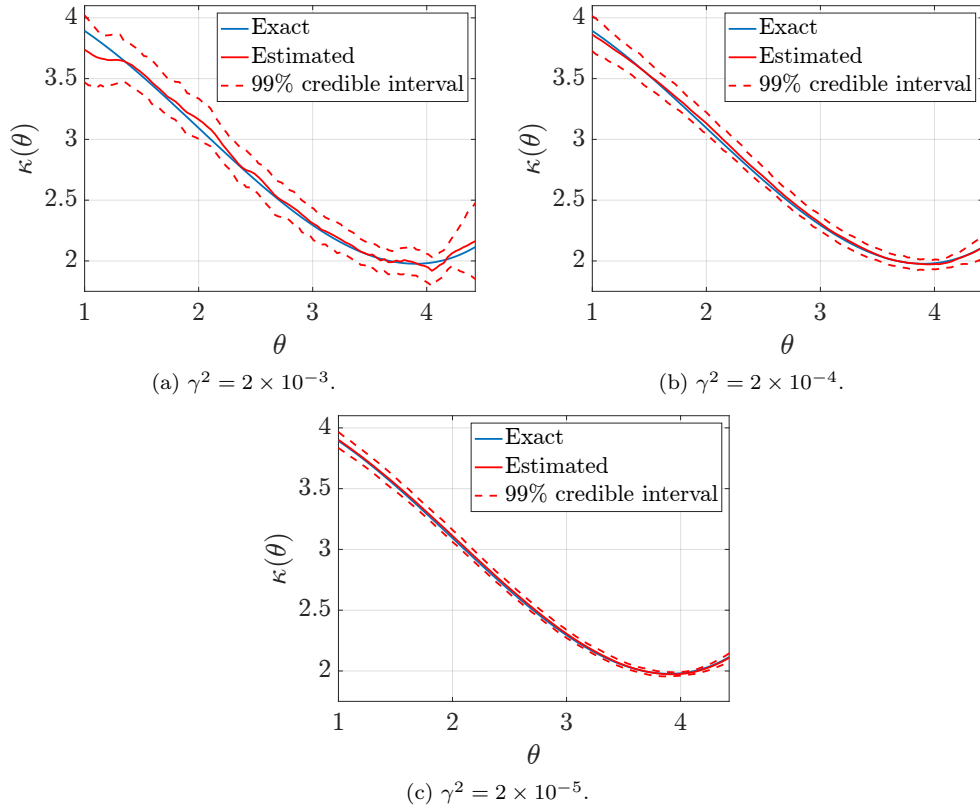 4
3.5
3
2.5
2
κ(θ)
Exact
Estimated
99% credible interval
1 2 3 4
θ
(a) γ² = 2 × 10⁻³.
4
3.5
3
2.5
2
κ(θ)
Exact
Estimated
99% credible interval
1 2 3 4
θ
(b) γ² = 2 × 10⁻⁴.
4
3.5
3
2.5
2
κ(θ)
Exact
Estimated
99% credible interval
1 2 3 4
θ
(c) γ² = 2 × 10⁻⁵.